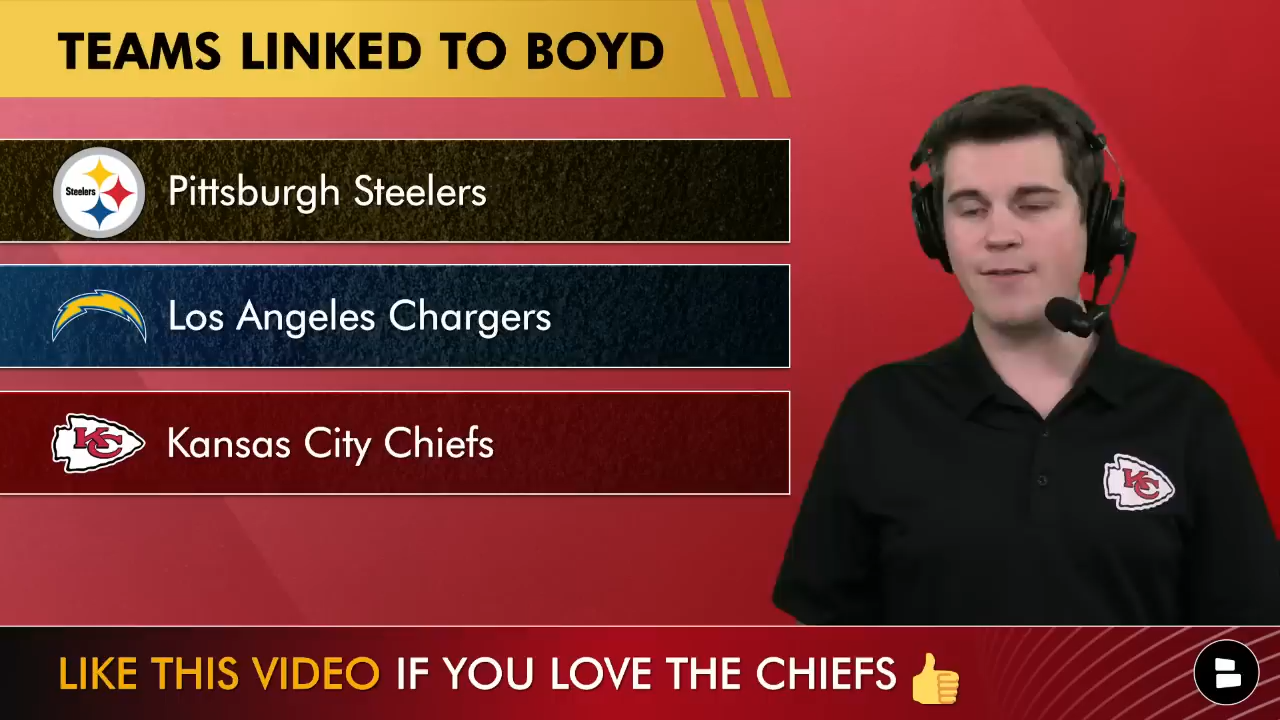 TEAMS LINKED TO BOYD
Steelers
Pittsburgh Steelers
Los Angeles Chargers
KC
Kansas City Chiefs
KC
LIKE THIS VIDEO IF YOU LOVE THE CHIEFS